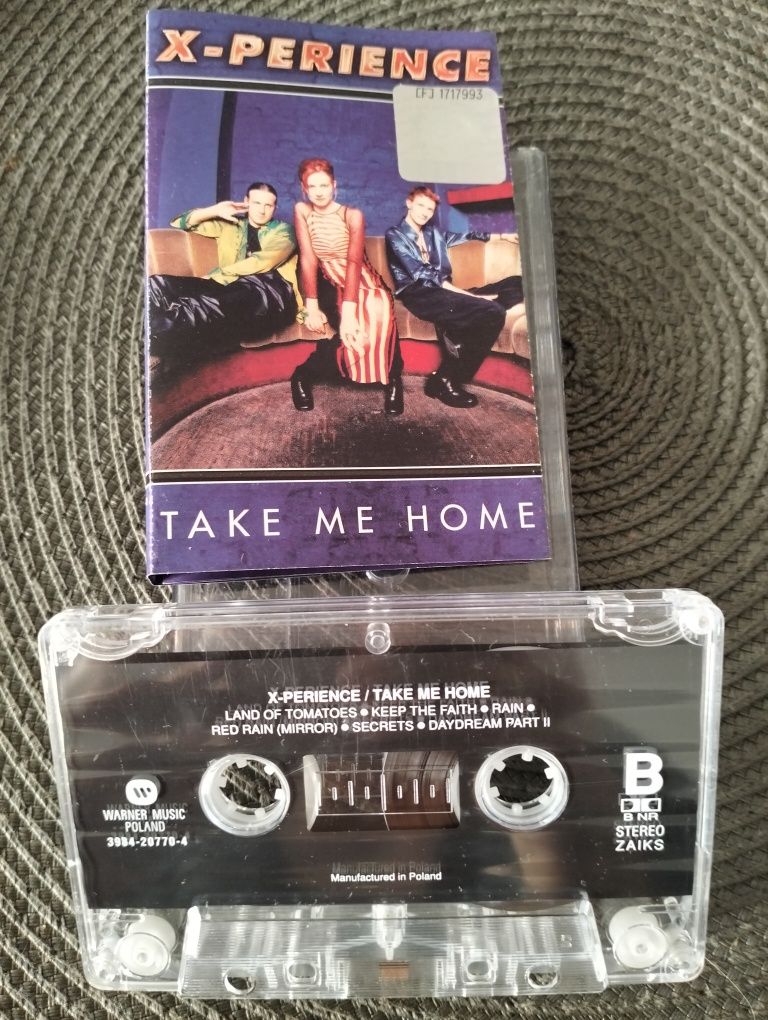 X-PERIENCE
CFJ 1717993
TAKE ME HOME
X-PERIENCE / TAKE ME HOME
LAND OF TOMATOES ● KEEP THE FAITH ● RAIN ●
RED RAIN (MIRROR) ● SECRETS ● DAYDREAM PART II
B
B NR
STEREO
ZAIKS
WARNER MUSIC
POLAND
3984-20770-4
Manufactured in Poland